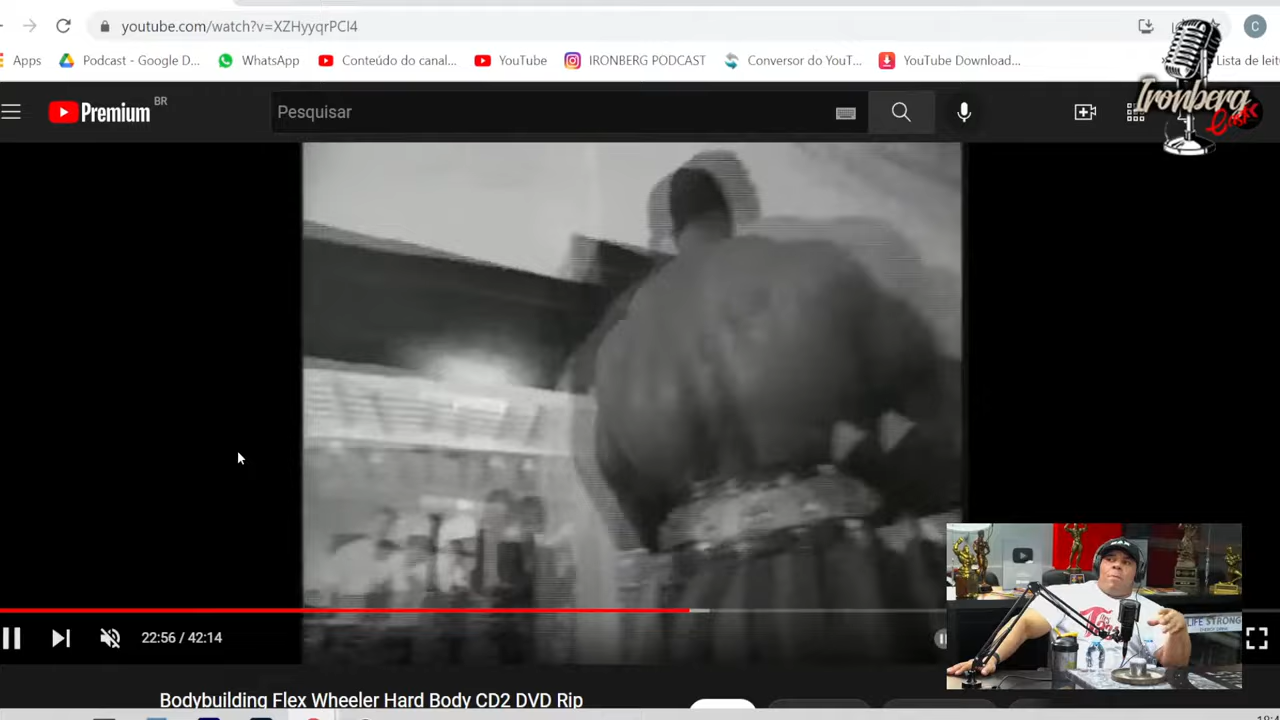 youtube.com/watch?v=XZHyyqrPCI4
Apps
Podcast - Google D...
WhatsApp
Conteúdo do canal...
YouTube
IRONBERG PODCAST
Conversor do YouT...
YouTube Download...
Lista de leit
C
Premium BR
Pesquisar
Ironberg
Cast
22:56 / 42:14
LIFE STRONG
Bodybuilding Flex Wheeler Hard Body CD2 DVD Rip